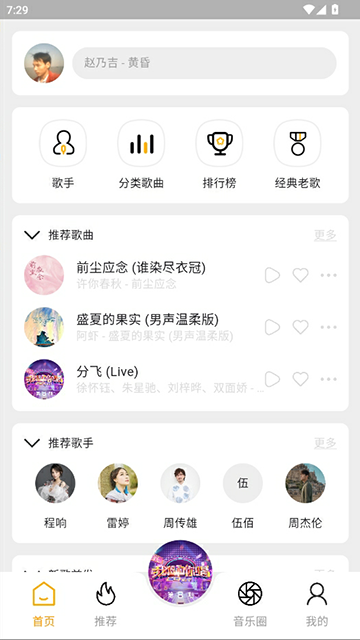 7:29
赵乃吉 - 黄昏
歌手
分类歌曲
排行榜
经典老歌
推荐歌曲
更多
前尘应念 (谁染尽衣冠)
许你春秋 - 前尘应念
盛夏的果实 (男声温柔版)
阿虾 - 盛夏的果实 (男声温柔版)
分飞 (Live)
徐怀钰、朱星驰、刘梓晔、双面娇 - ...
推荐歌手
更多
伍
程响
雷婷
周传雄
伍佰
周杰伦
首页
推荐
音乐圈
我的